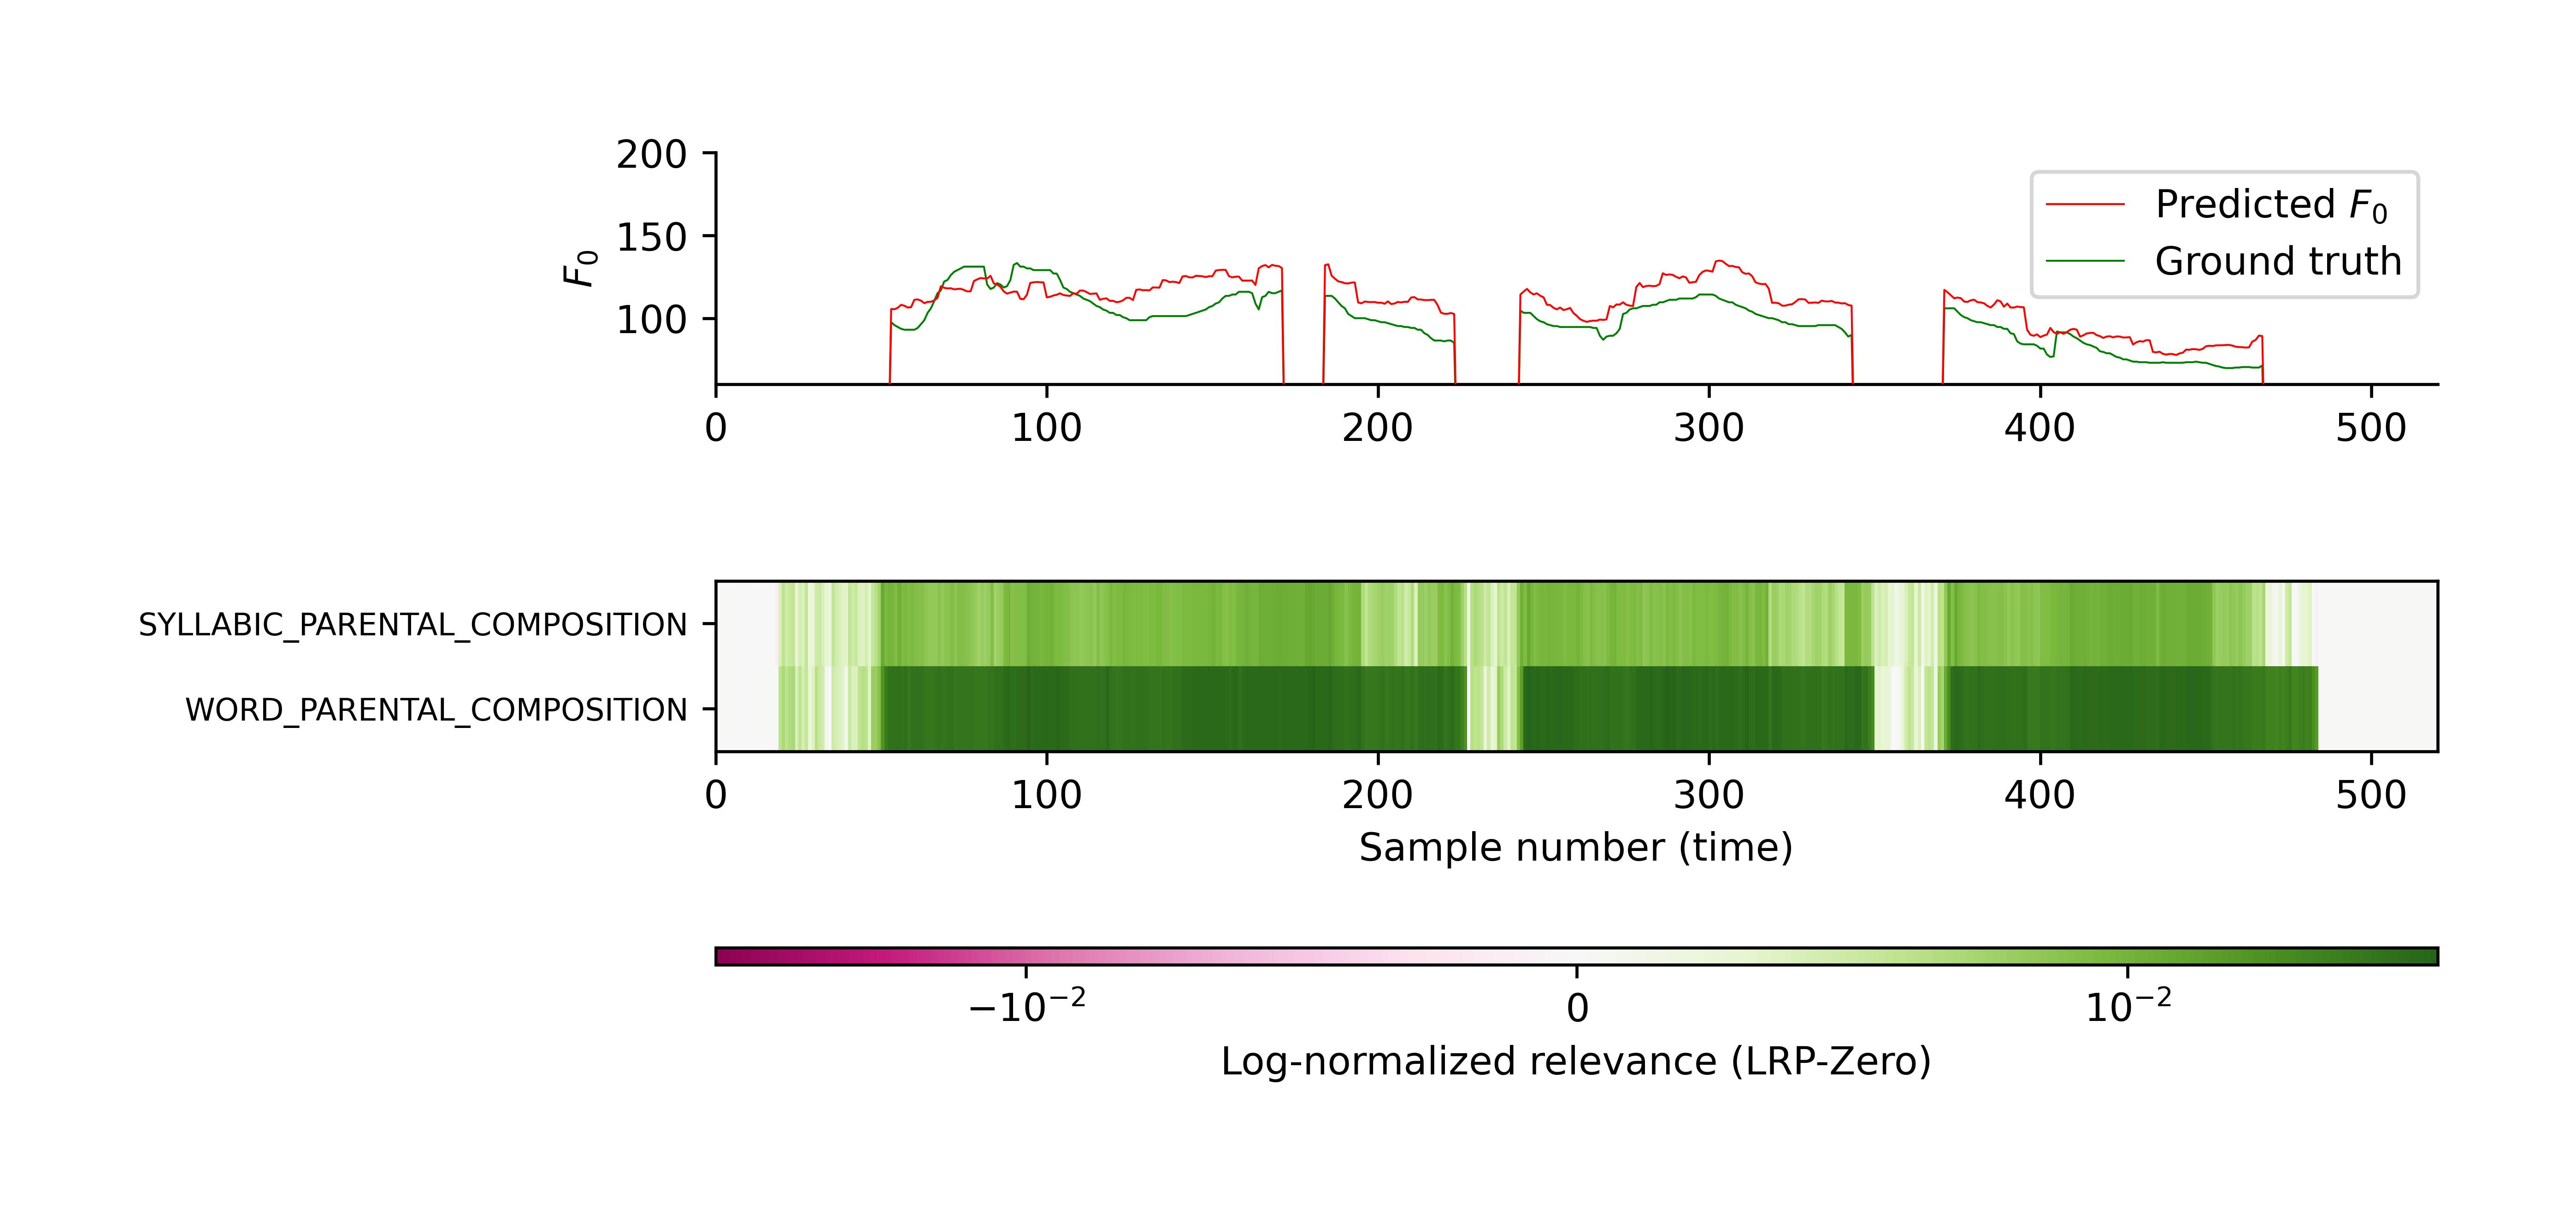 200
150
100
F₀
Predicted F₀
Ground truth
0 100 200 300 400 500
SYLLABIC_PARENTAL_COMPOSITION
WORD_PARENTAL_COMPOSITION
0 100 200 300 400 500
Sample number (time)
−10⁻² 0 10⁻²
Log-normalized relevance (LRP-Zero)